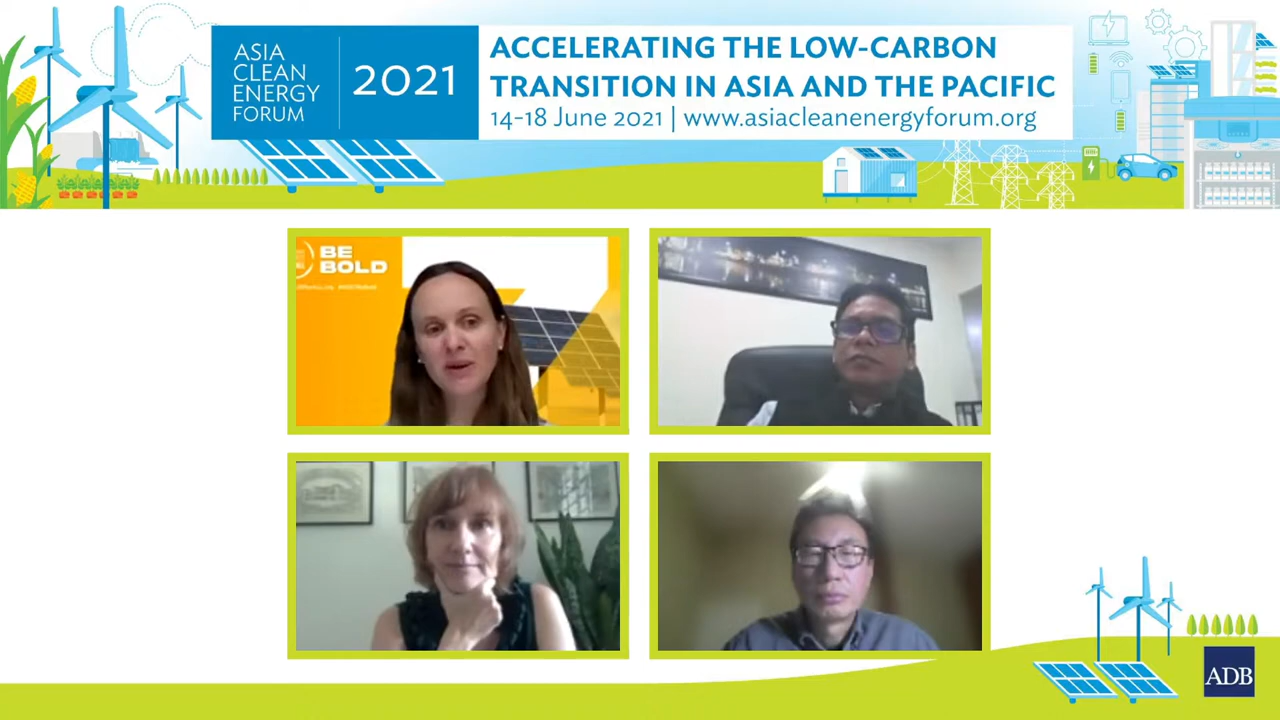 ASIA
CLEAN
ENERGY
FORUM
2021
ACCELERATING THE LOW-CARBON
TRANSITION IN ASIA AND THE PACIFIC
14-18 June 2021 | www.asiacleanenergyforum.org
BE
BOLD
ADB